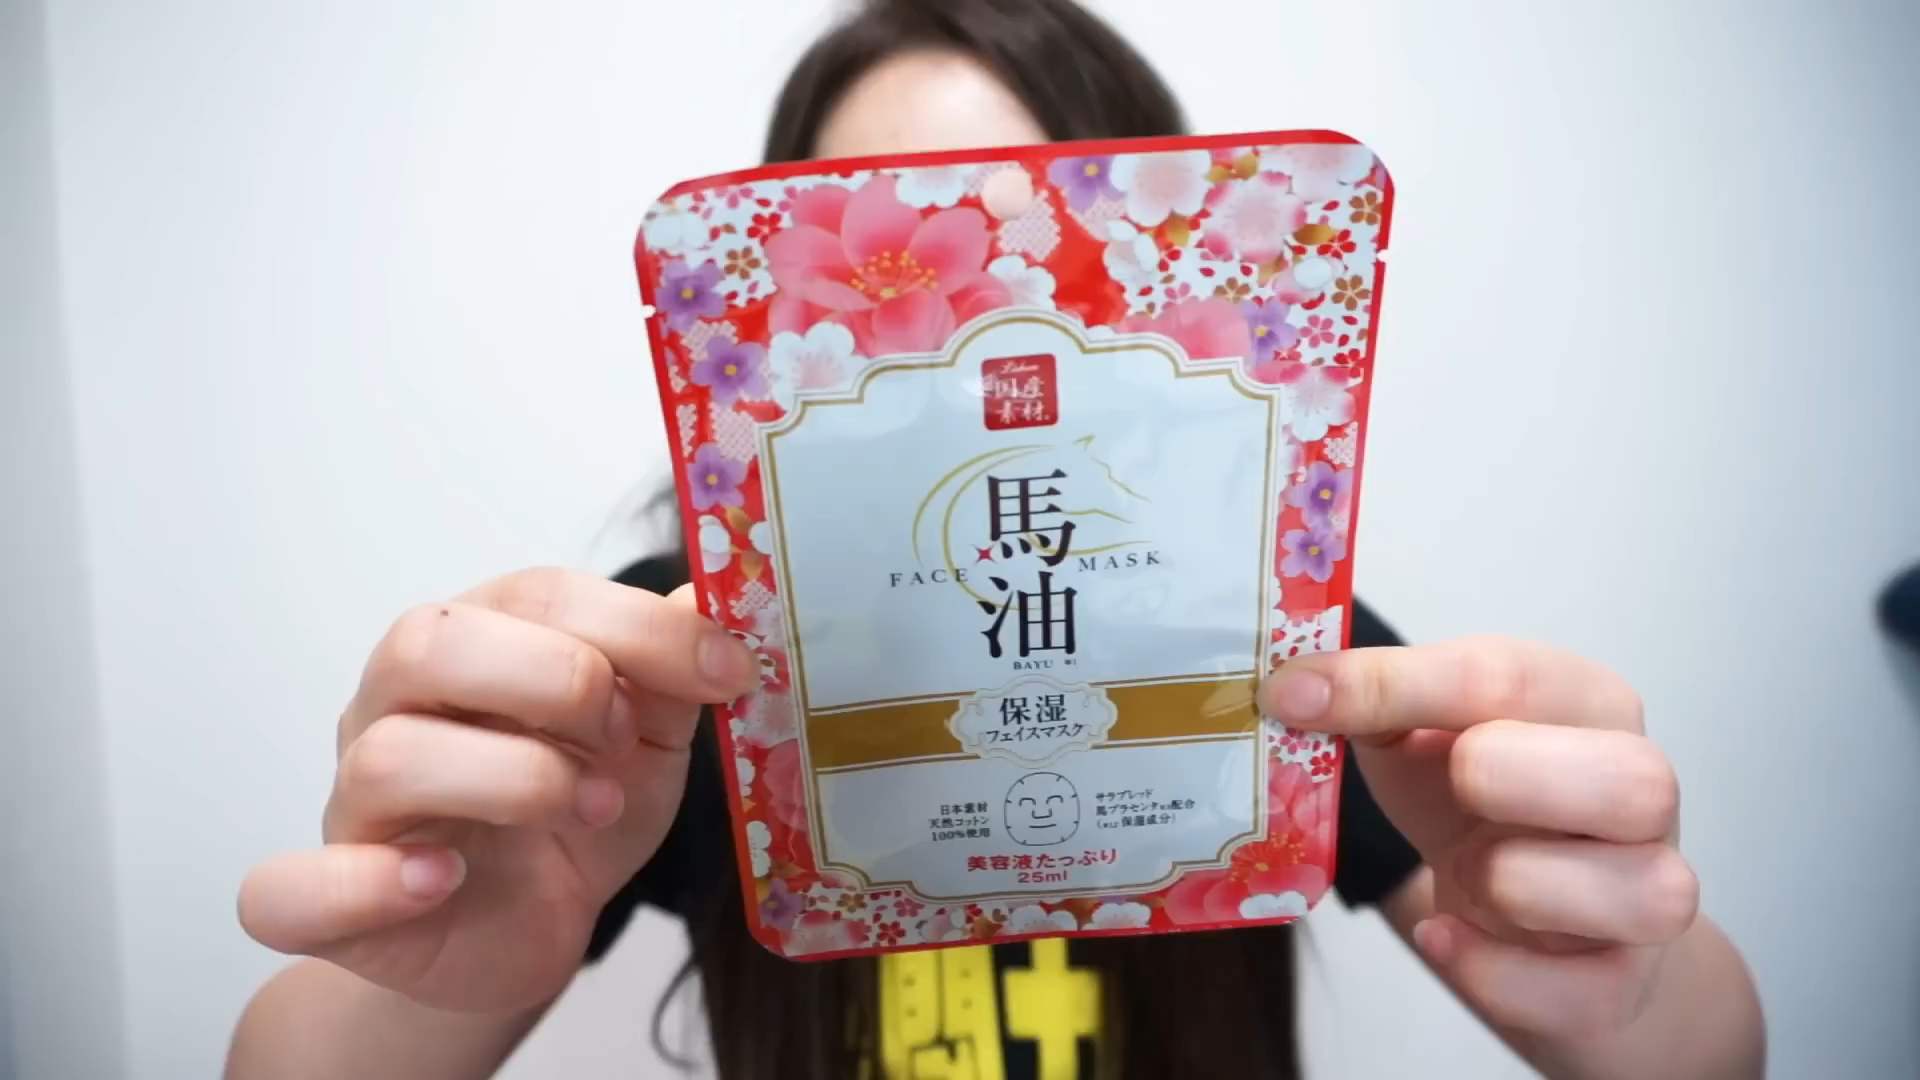 Lishan
国産
素材
馬
油
FACE MASK
BAYU ※1
保湿
フェイスマスク
日本素材
天然コットン
100%使用
サラブレッド
馬プラセンタ配合
保湿成分)
美容液たっぷり
25ml